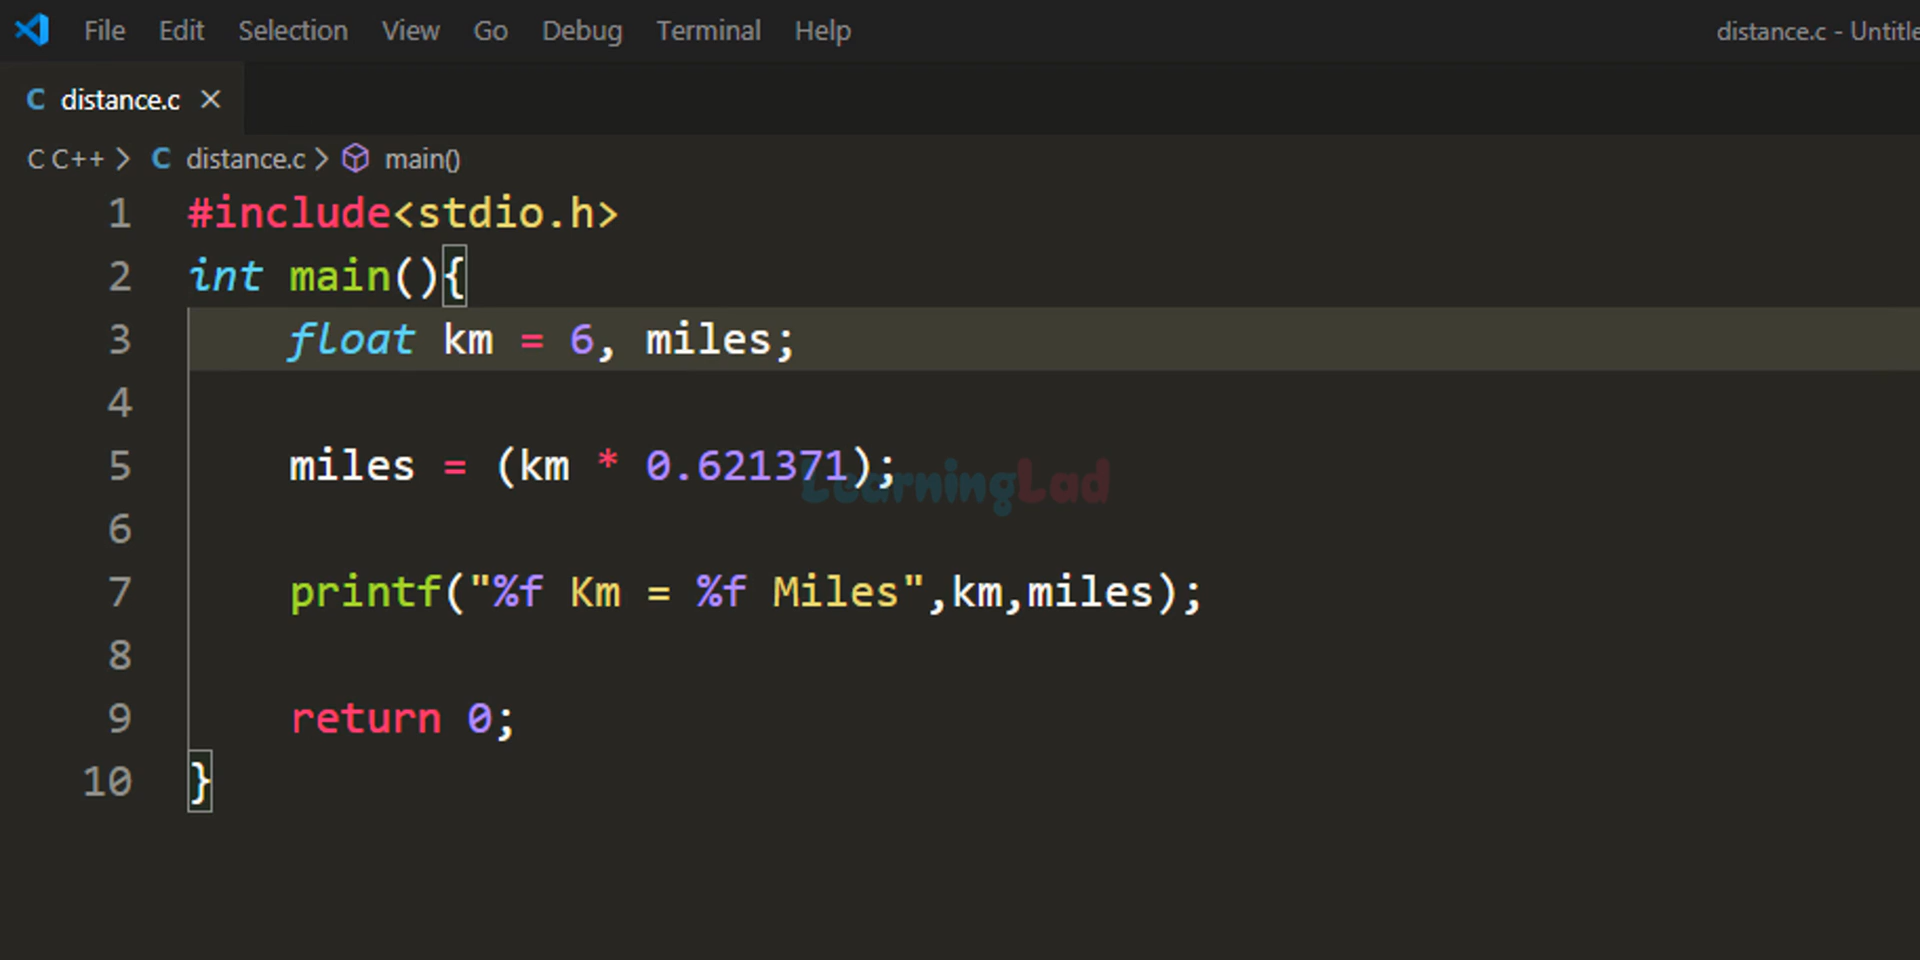 File Edit Selection View Go Debug Terminal Help distance.c - Untitle
C distance.c ×
C C++ > C distance.c > main()
1 #include<stdio.h>
2 int main(){
3 float km = 6, miles;
4
5 miles = (km * 0.621371);
LearningLad
6
7 printf("%f Km = %f Miles",km,miles);
8
9 return 0;
10 }